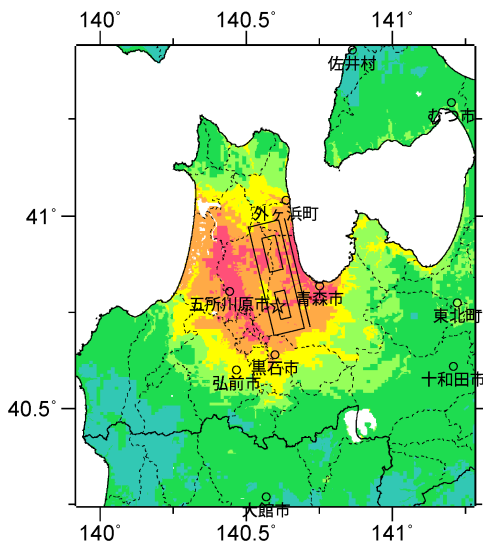 140° 140.5° 141°
佐井村
むつ市
41°
外ヶ浜町
五所川原市
青森市
東北町
黒石市
弘前市
十和田市
40.5°
大館市
140° 140.5° 141°